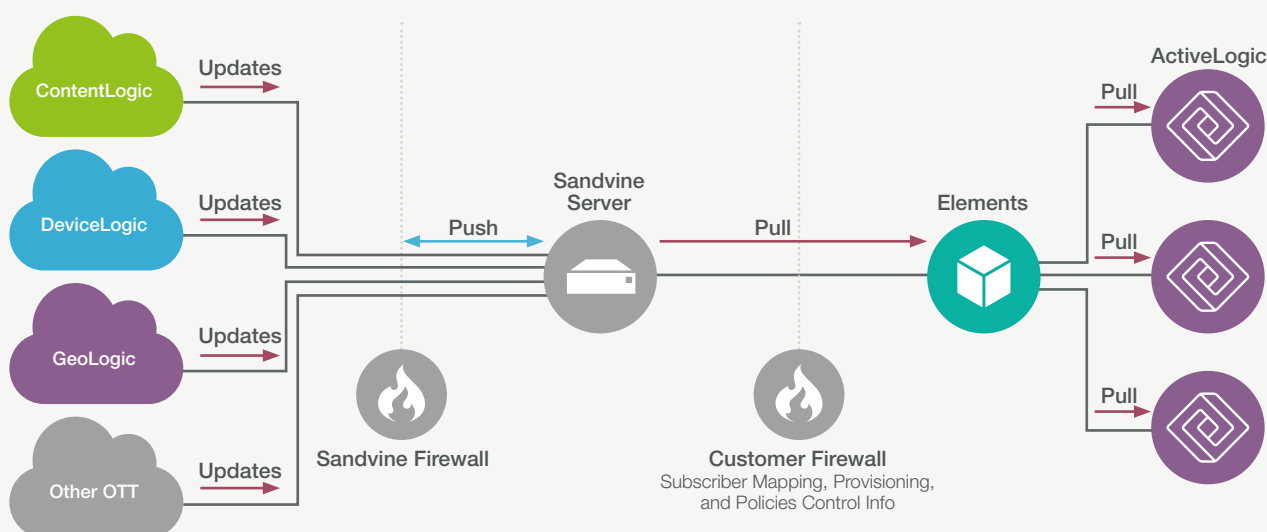 ContentLogic
Updates
DeviceLogic
Updates
GeoLogic
Updates
Other OTT
Updates
Push
Sandvine
Server
Sandvine Firewall
Pull
Customer Firewall
Subscriber Mapping, Provisioning,
and Policies Control Info
Elements
ActiveLogic
Pull
Pull
Pull